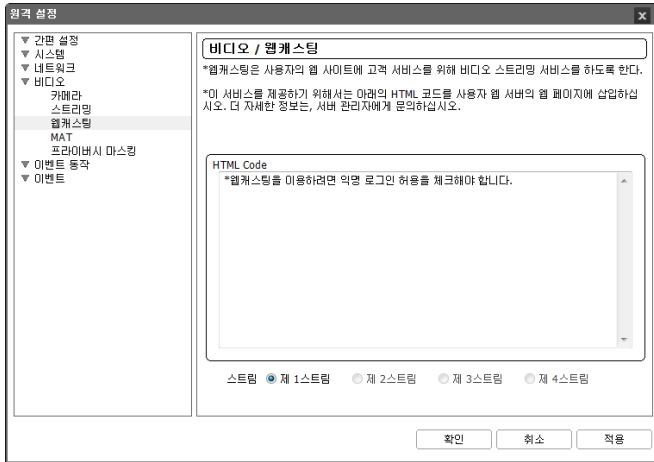 원격 설정
x
▼ 간편 설정
▼ 시스템
▼ 네트워크
▼ 비디오
카메라
스트리밍
웹캐스팅
MAT
프라이버시 마스킹
▼ 이벤트 동작
▼ 이벤트
비디오 / 웹캐스팅
*웹캐스팅은 사용자의 웹 사이트에 고객 서비스를 위해 비디오 스트리밍 서비스를 하도록 한다.
*이 서비스를 제공하기 위해서는 아래의 HTML 코드를 사용자 웹 서버의 웹 페이지에 삽입하십
시오. 더 자세한 정보는, 서버 관리자에게 문의하십시오.
HTML Code
*웹캐스팅을 이용하려면 익명 로그인 허용을 체크해야 합니다.
스트림 제 1스트림 제 2스트림 제 3스트림 제 4스트림
확인 취소 적용